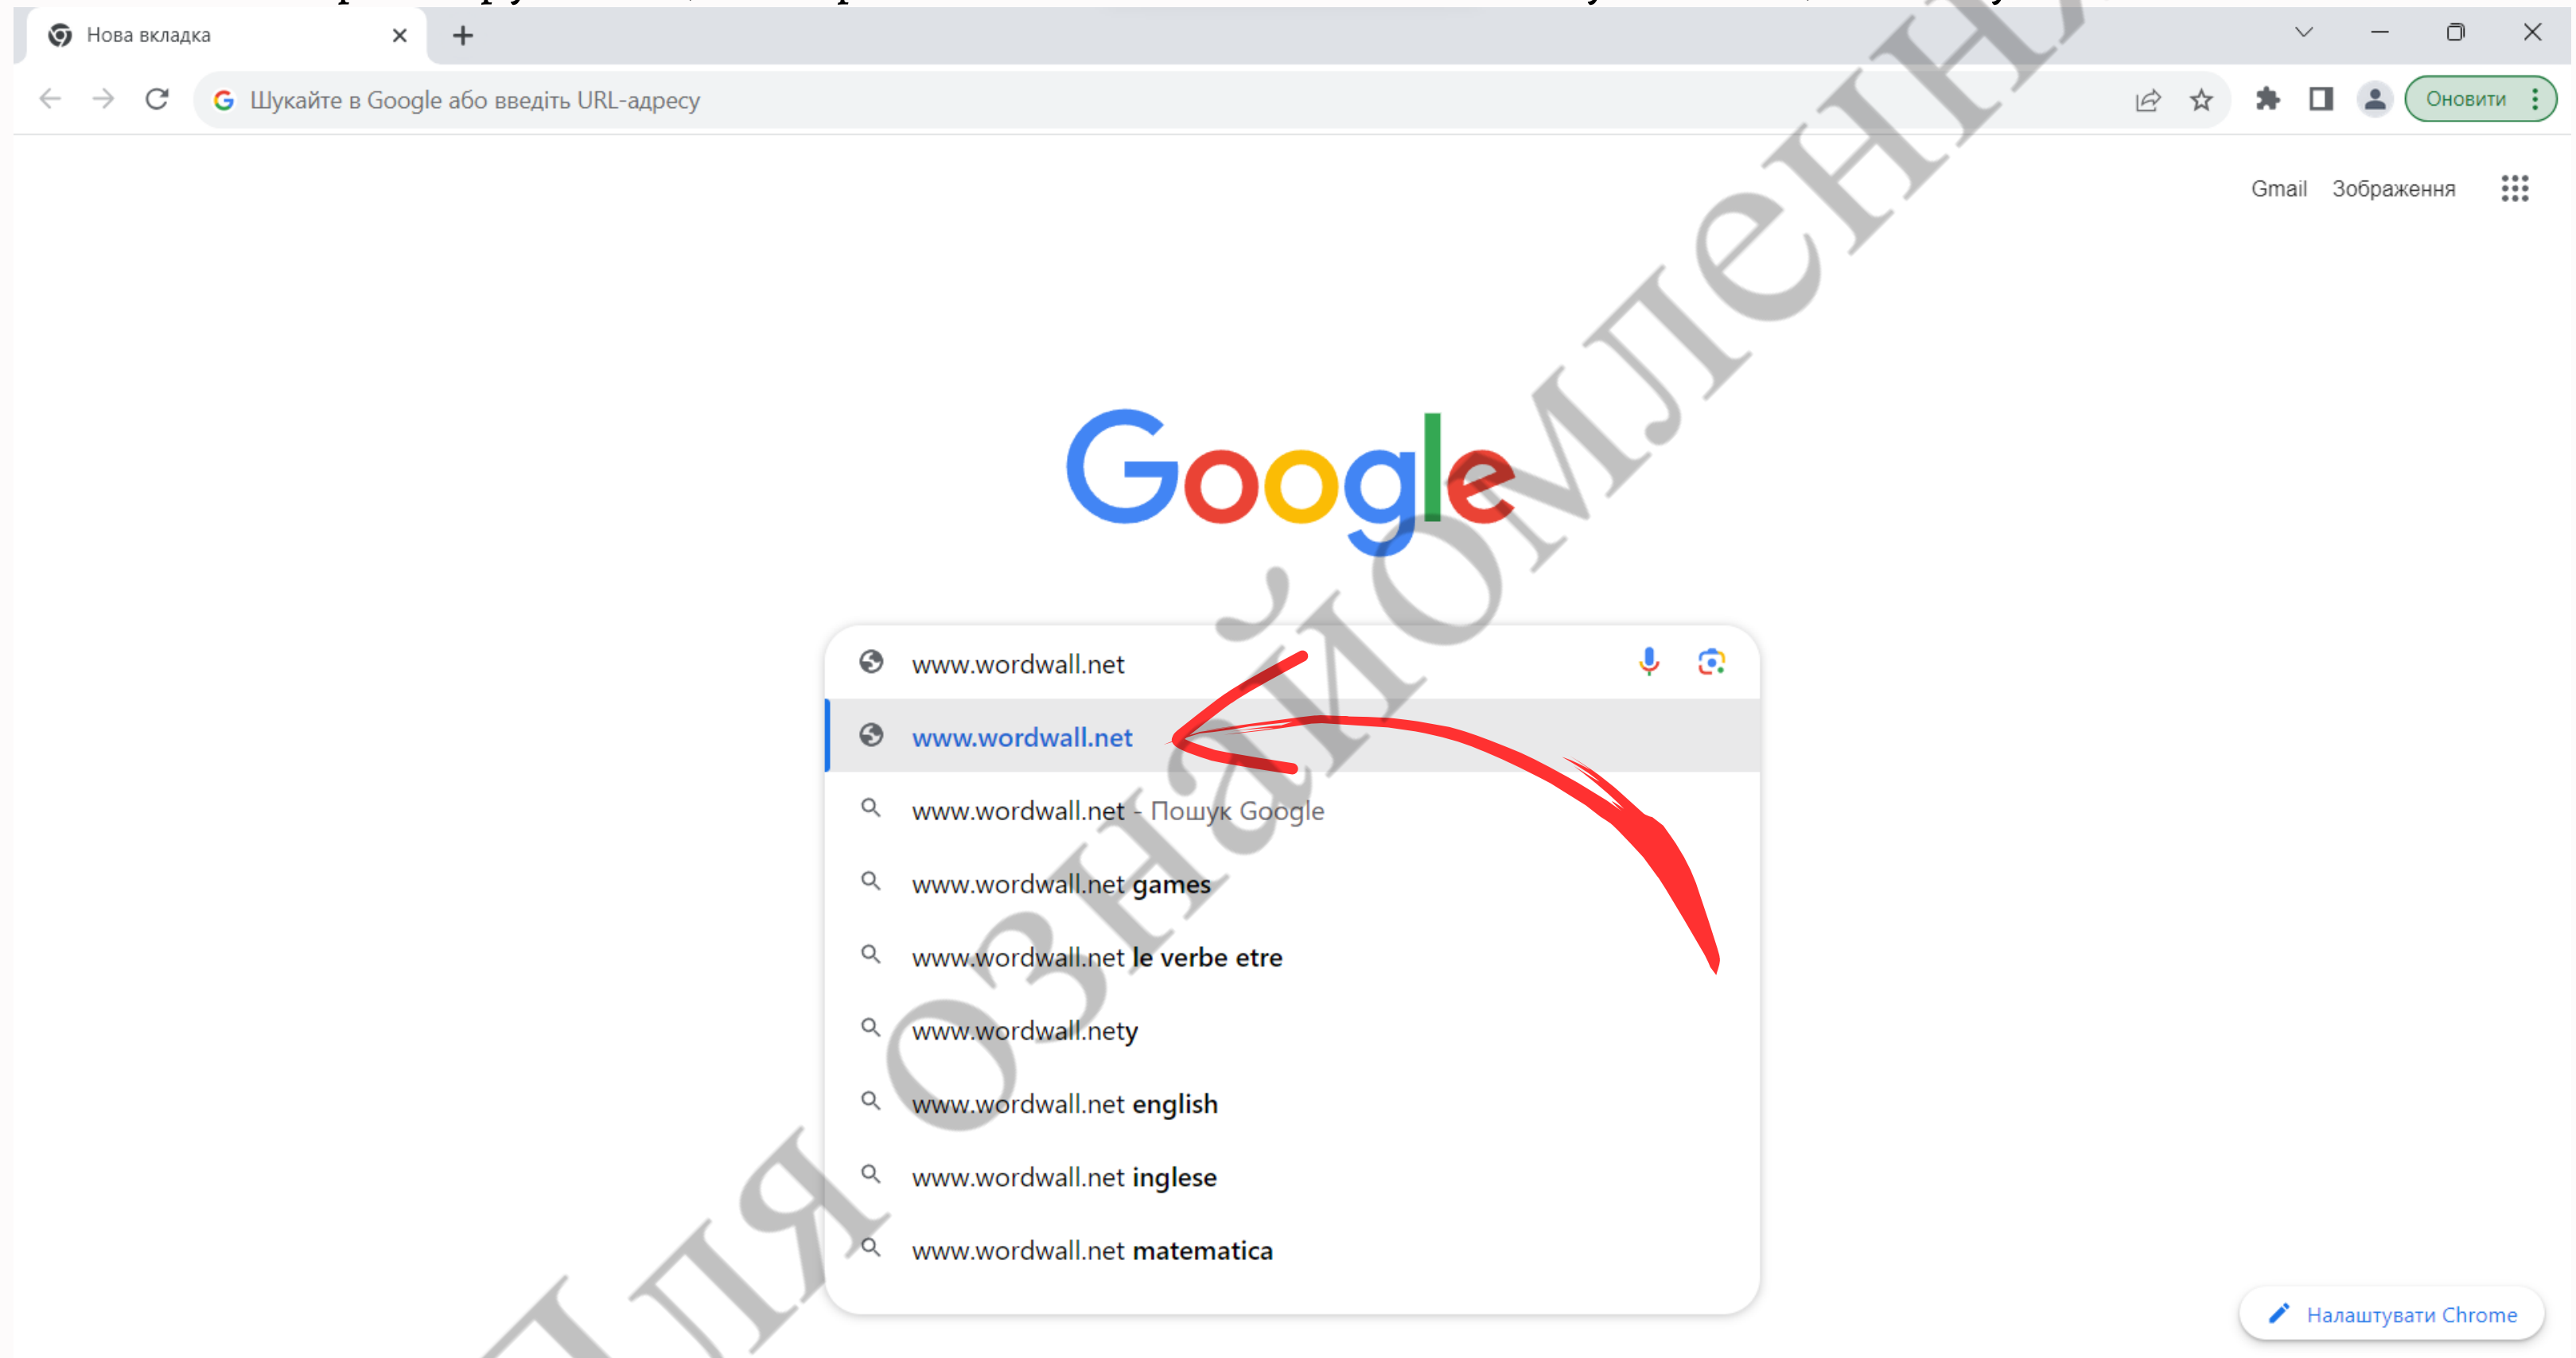 Нова вкладка
Шукайте в Google або введіть URL-адресу
Оновити
Gmail Зображення
Google
www.wordwall.net
www.wordwall.net
www.wordwall.net - Пошук Google
www.wordwall.net games
www.wordwall.net le verbe etre
www.wordwall.nety
www.wordwall.net english
www.wordwall.net inglese
www.wordwall.net matematica
Налаштувати Chrome
Для ознайомлення